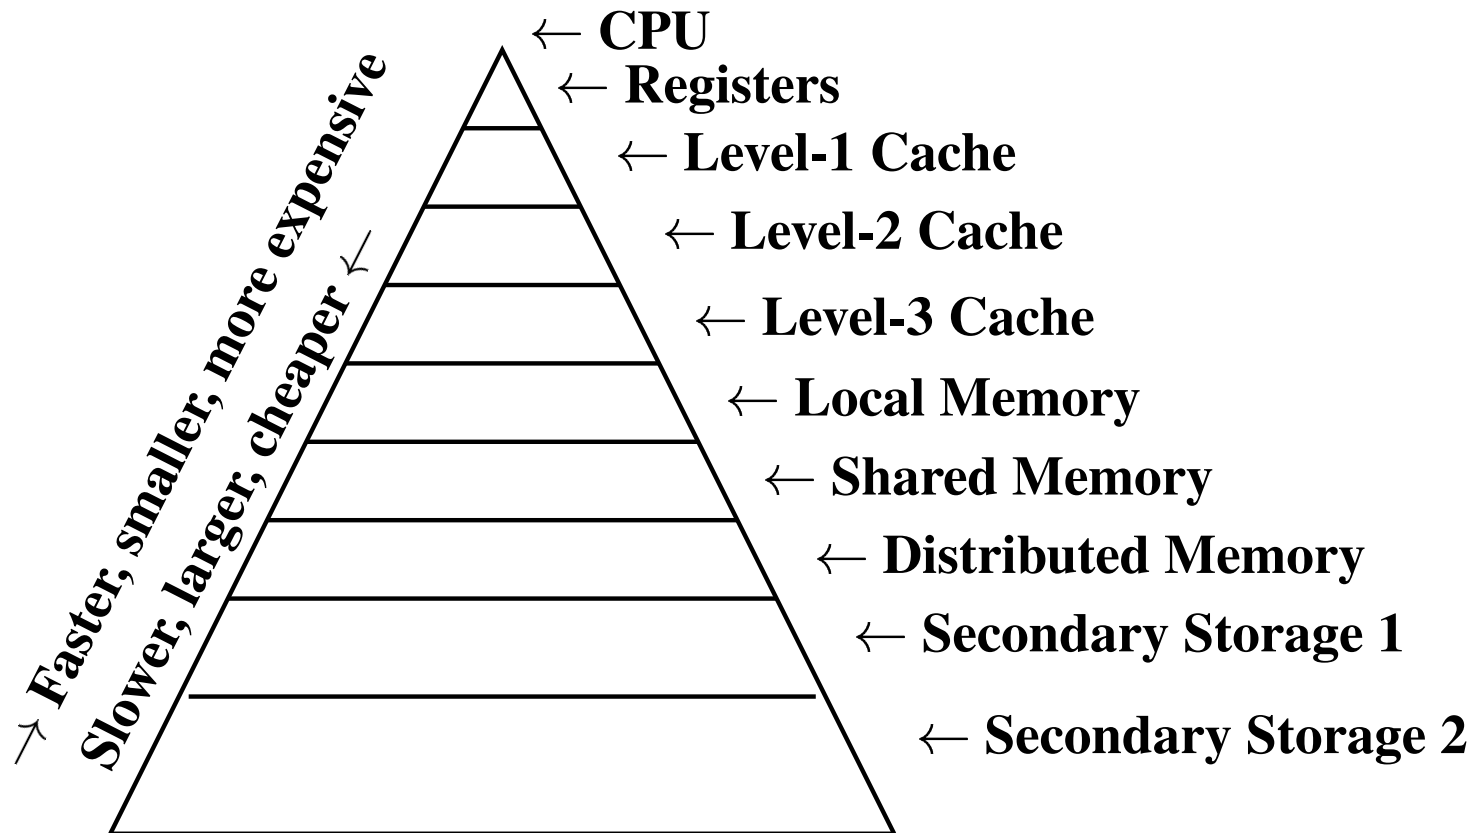 ← CPU
← Registers
← Level-1 Cache
← Level-2 Cache
← Level-3 Cache
← Local Memory
← Shared Memory
← Distributed Memory
← Secondary Storage 1
← Secondary Storage 2
→ Faster, smaller, more expensive
Slower, larger, cheaper ←